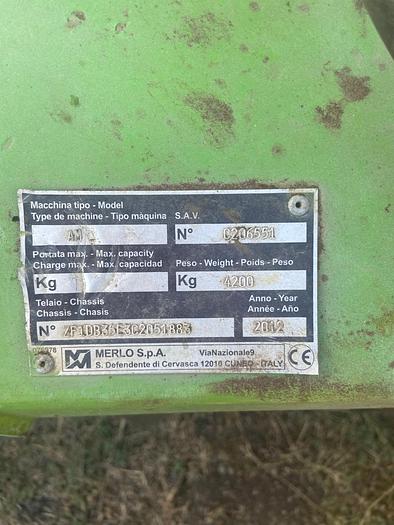 Macchina tipo - Model
Type de machine - Tipo màquina S.A.V.
AM N° C206551
Portata max. - Max. capacity
Charge max. - Max. capacidad Peso - Weight - Poids - Peso
Kg Kg 4200
Telaio - Chassis Anno - Year
Chassis - Chasis Année - Año
N° 2012
MERLO S.p.A. ViaNazionale9
S. Defendente di Cervasca 12010 CUNEO - ITALY CE